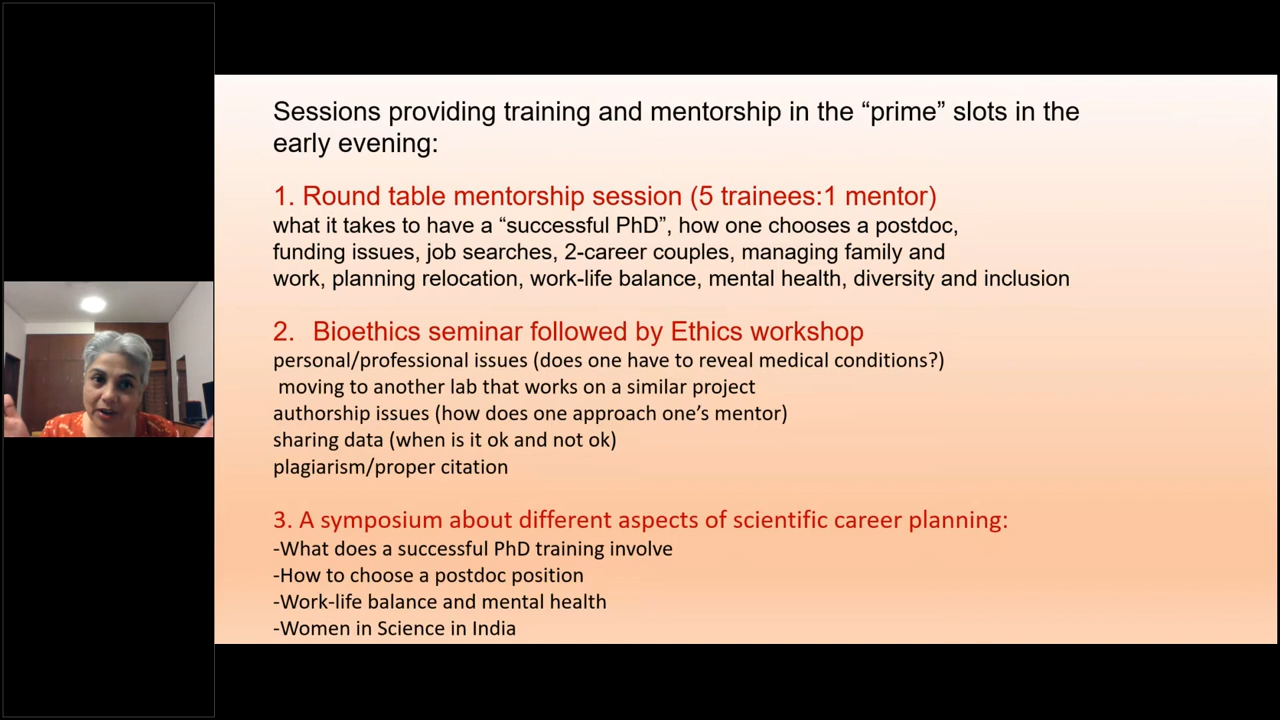 Sessions providing training and mentorship in the “prime” slots in the
early evening:
1. Round table mentorship session (5 trainees:1 mentor)
what it takes to have a “successful PhD”, how one chooses a postdoc,
funding issues, job searches, 2-career couples, managing family and
work, planning relocation, work-life balance, mental health, diversity and inclusion
2. Bioethics seminar followed by Ethics workshop
personal/professional issues (does one have to reveal medical conditions?)
moving to another lab that works on a similar project
authorship issues (how does one approach one’s mentor)
sharing data (when is it ok and not ok)
plagiarism/proper citation
3. A symposium about different aspects of scientific career planning:
-What does a successful PhD training involve
-How to choose a postdoc position
-Work-life balance and mental health
-Women in Science in India